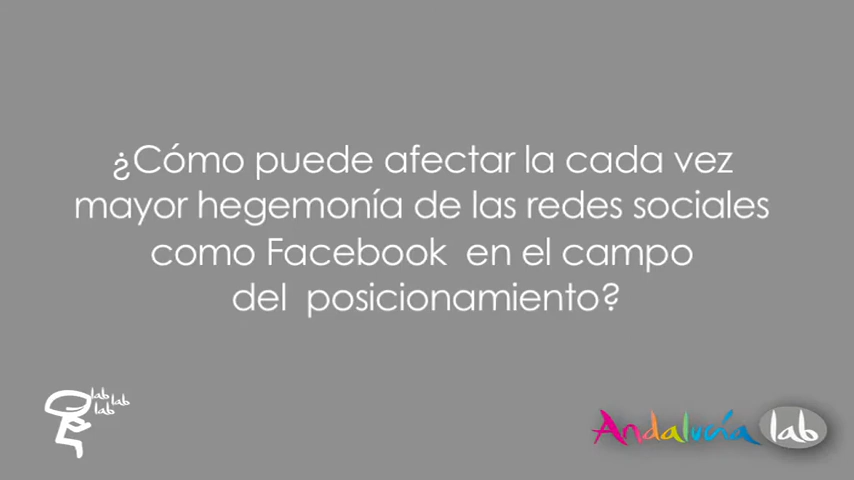 ¿Cómo puede afectar la cada vez
mayor hegemonía de las redes sociales
como Facebook en el campo
del posicionamiento?
lab lab
lab
Andalucía lab